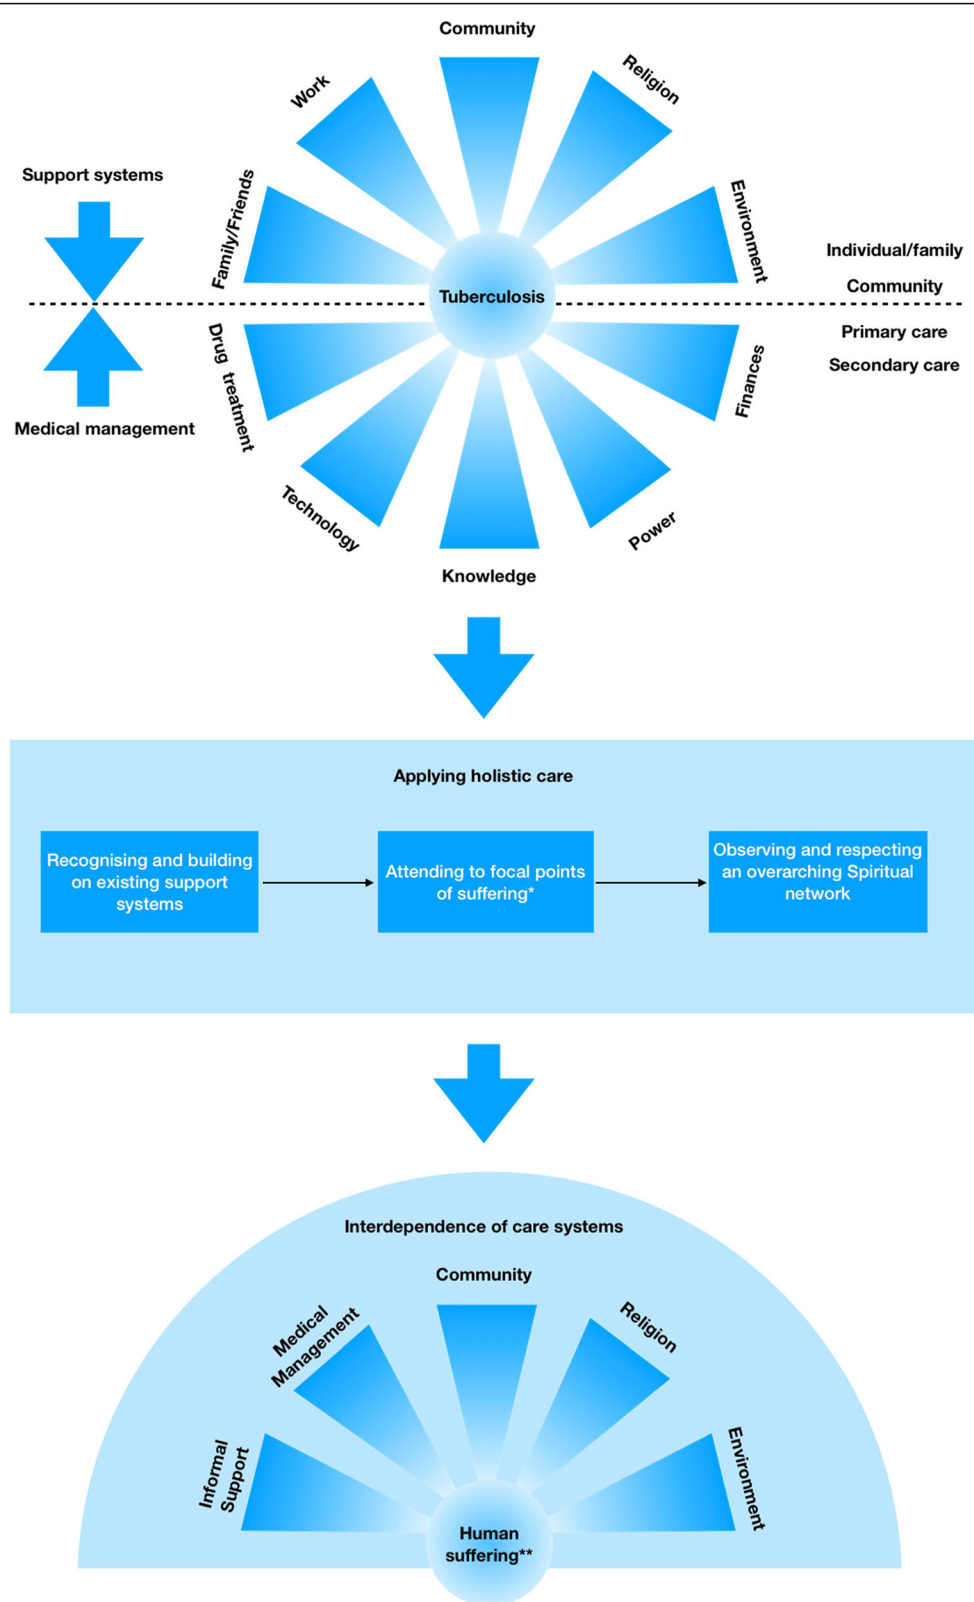 Community
Work
Religion
Support systems
Family/Friends
Environment
Individual/family
Community
Tuberculosis
Primary care
Secondary care
Drug treatment
Finances
Medical management
Technology
Power
Knowledge
Applying holistic care
Recognising and building
on existing support
systems
Attending to focal points
of suffering*
Observing and respecting
an overarching Spiritual
network
Interdependence of care systems
Community
Medical
Management
Religion
Informal
Support
Environment
Human
suffering**